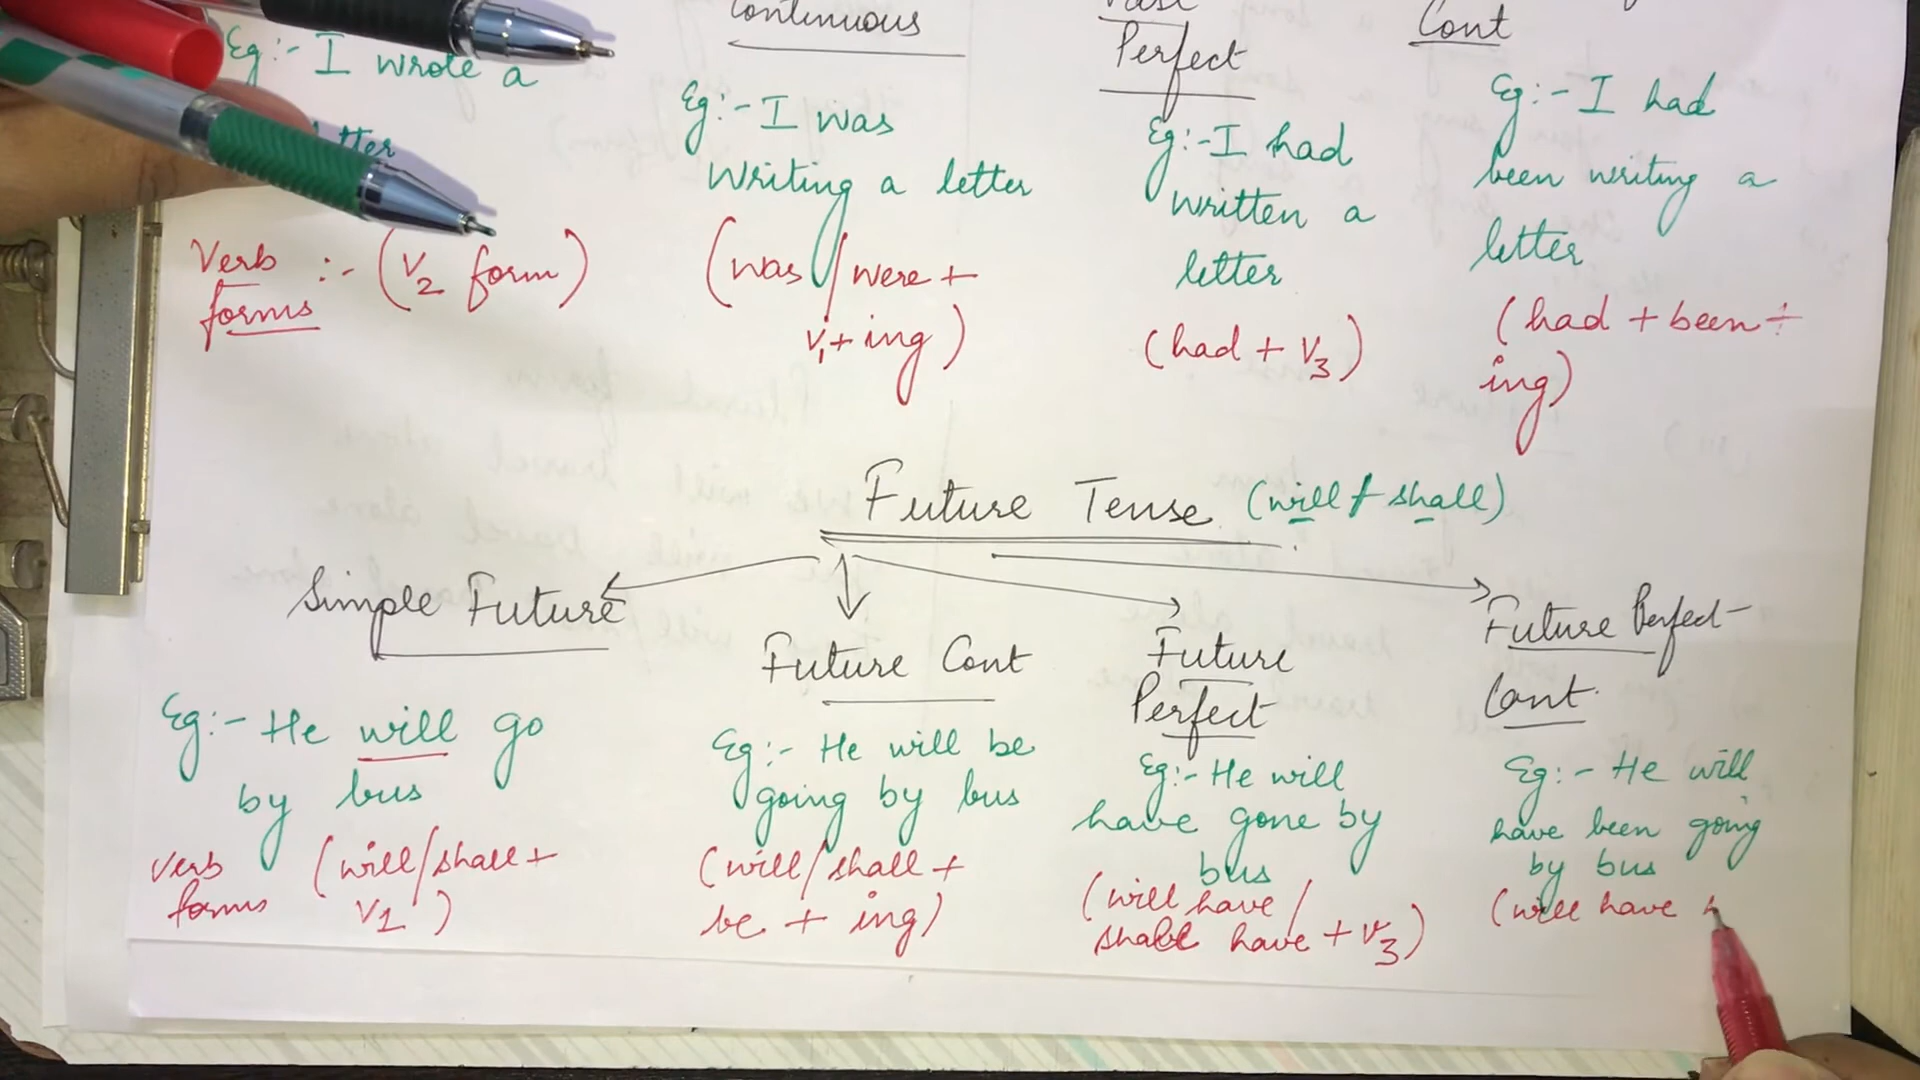 Continuous
Past
Perfect
Cont
Eg:- I wrote a
letter
Eg:- I was
writing a letter
Eg:- I had
written a
letter
Eg:- I had
been writing a
letter
Verb
forms :- (V2 form)
(was/were +
V1 + ing)
(had + V3)
(had + been +
ing)
Future Tense (will / shall)
Simple Future
Future Cont
Future
Perfect
Future Perfect-
Cont.
Eg:- He will go
by bus
Eg:- He will be
going by bus
Eg:- He will
have gone by
bus
Eg:- He will
have been going
by bus
verb
forms
(will/shall +
V1)
(will/shall +
be + ing)
(will have/
shall have + V3)
(will have